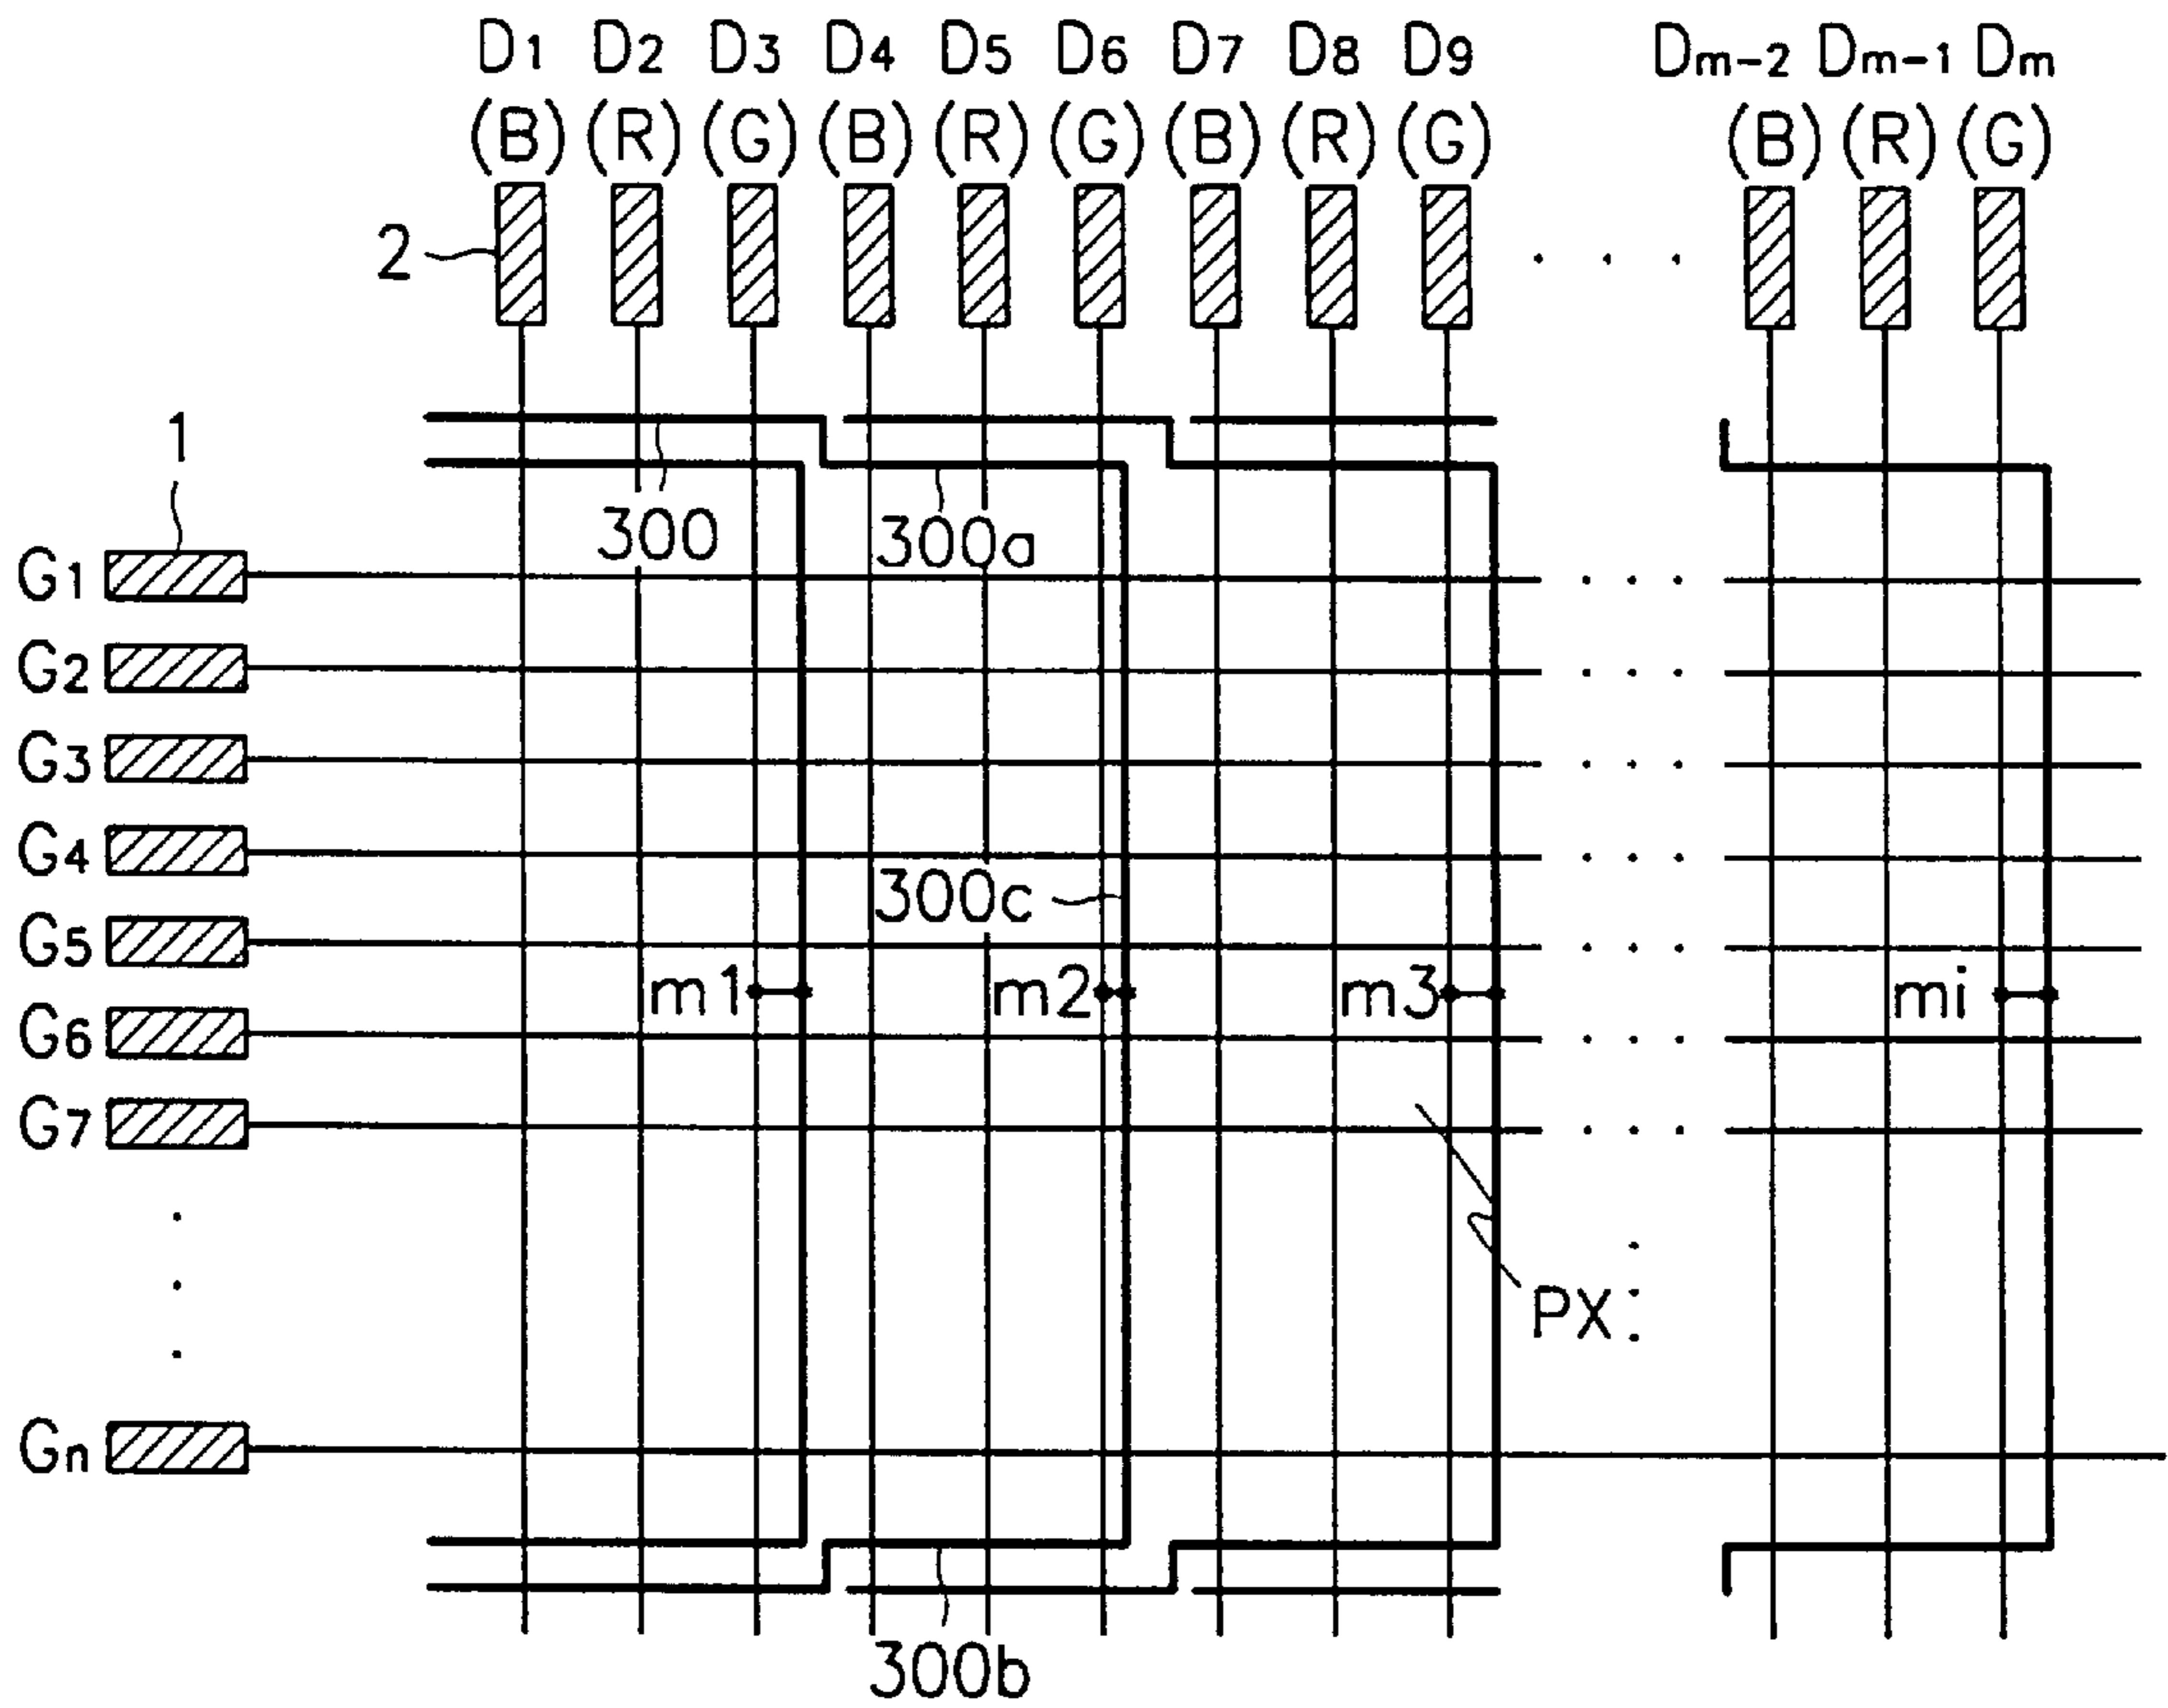 D1 D2 D3 D4 D5 D6 D7 D8 D9 Dm-2 Dm-1 Dm
(B) (R) (G) (B) (R) (G) (B) (R) (G) (B) (R) (G)
2
1
300 300a
G1
G2
G3
G4
300c
G5
m1 m2 m3 mi
G6
G7
PX
Gn
300b